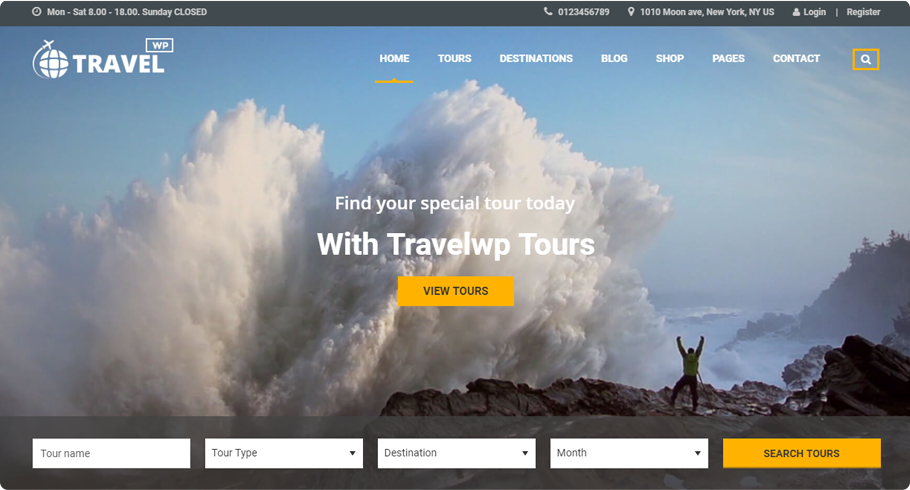 Mon - Sat 8.00 - 18.00. Sunday CLOSED
0123456789
1010 Moon ave, New York, NY US
Login | Register
TRAVEL WP
HOME TOURS DESTINATIONS BLOG SHOP PAGES CONTACT
Find your special tour today
With Travelwp Tours
VIEW TOURS
Tour name
Tour Type
Destination
Month
SEARCH TOURS